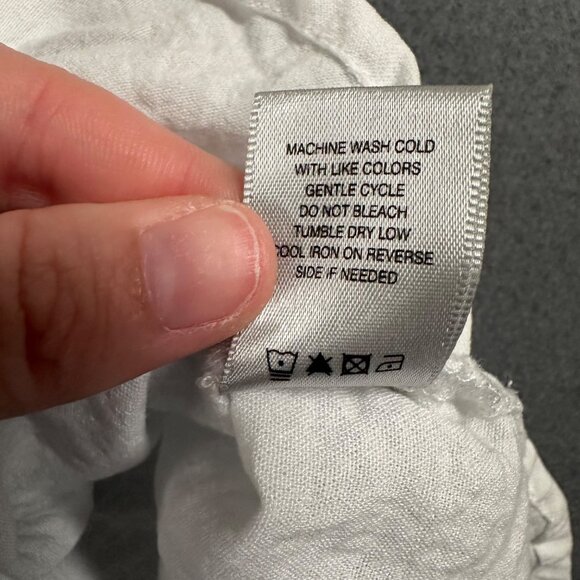 MACHINE WASH COLD
WITH LIKE COLORS
GENTLE CYCLE
DO NOT BLEACH
TUMBLE DRY LOW
COOL IRON ON REVERSE
SIDE IF NEEDED